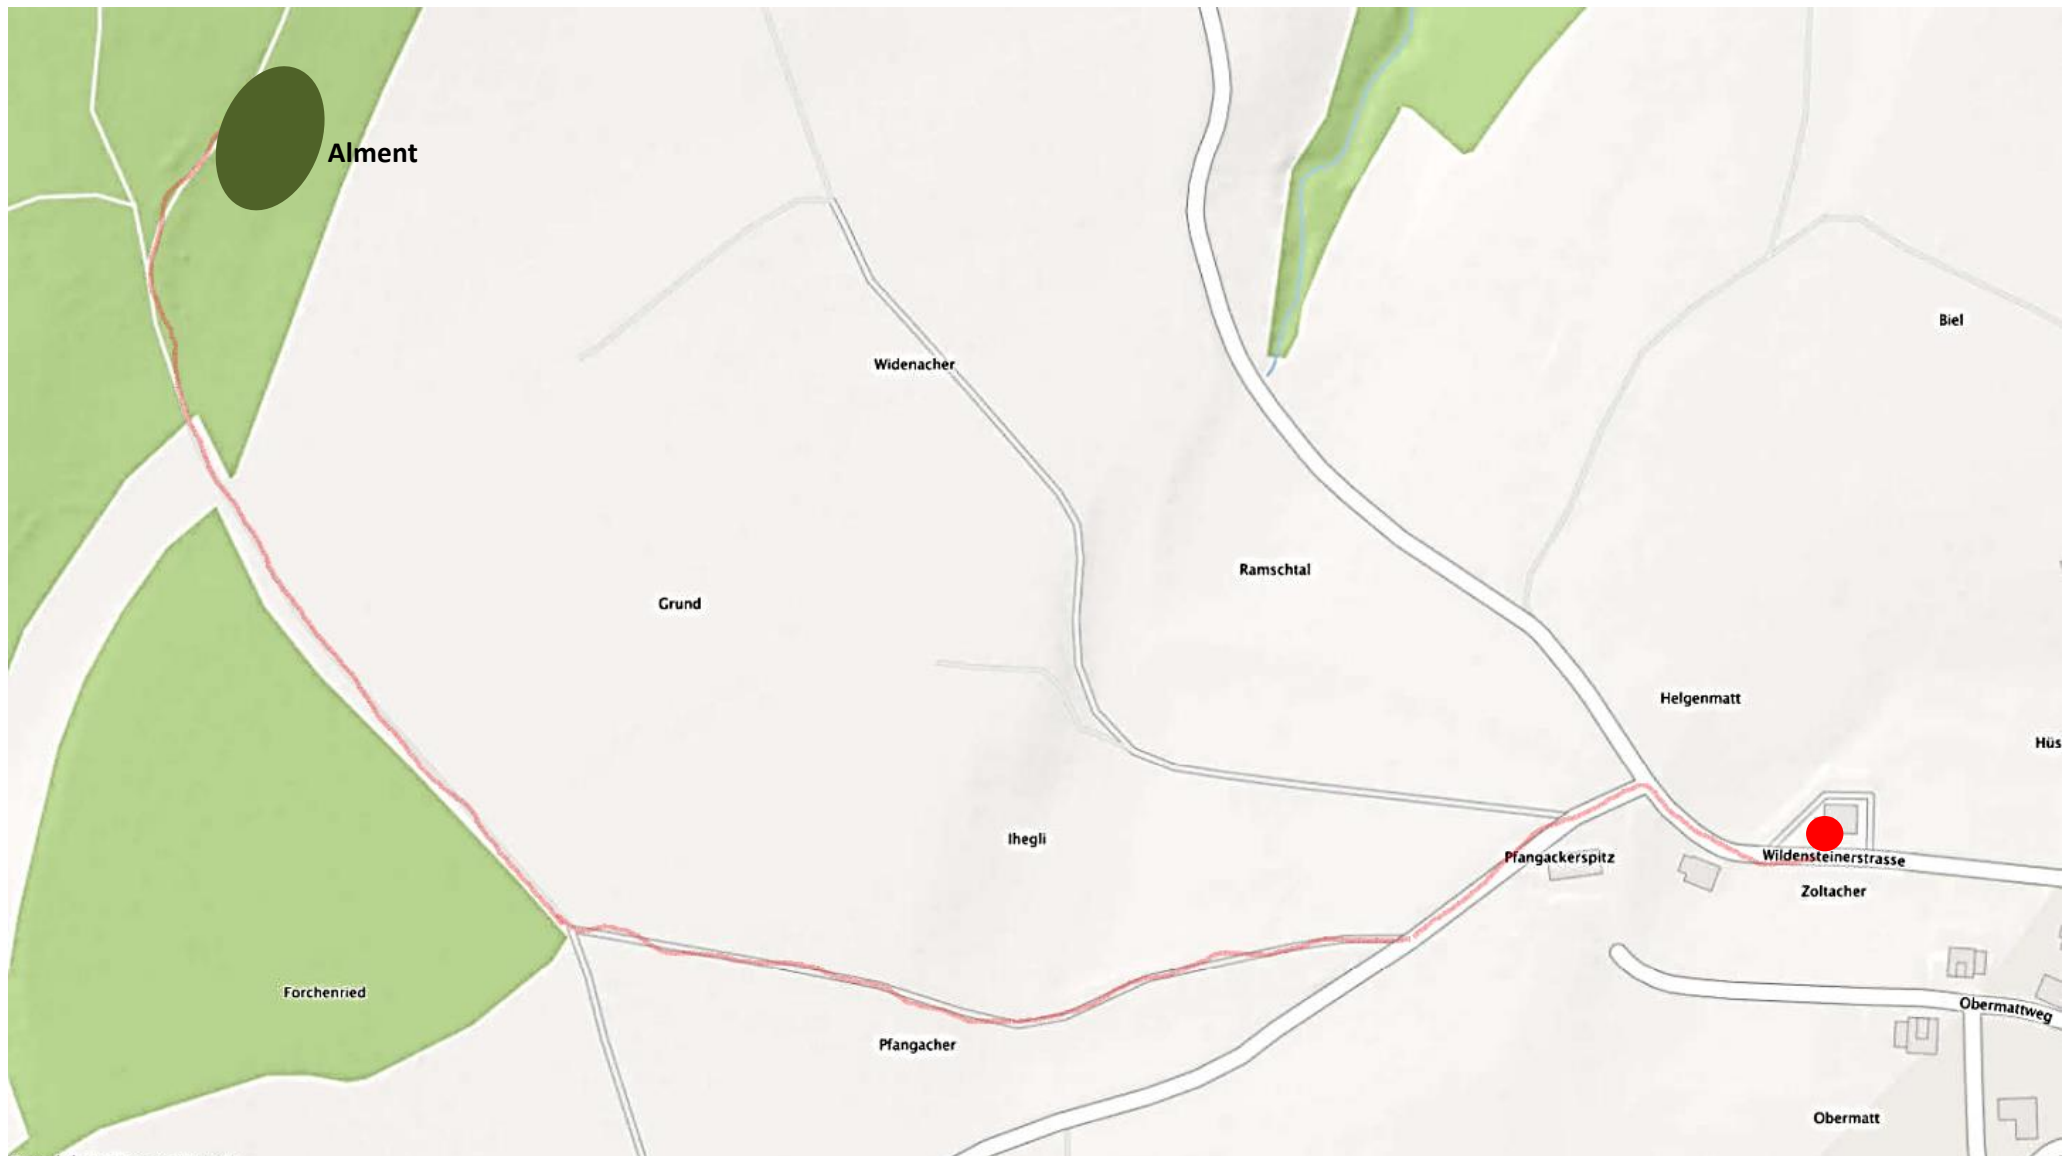 Alment
Biel
Widenacher
Ramschtal
Grund
Helgenmatt
Hüs
Ihegli
Pfangackerspitz
Wildensteinerstrasse
Zoltacher
Forchenried
Obermattweg
Pfangacher
Obermatt